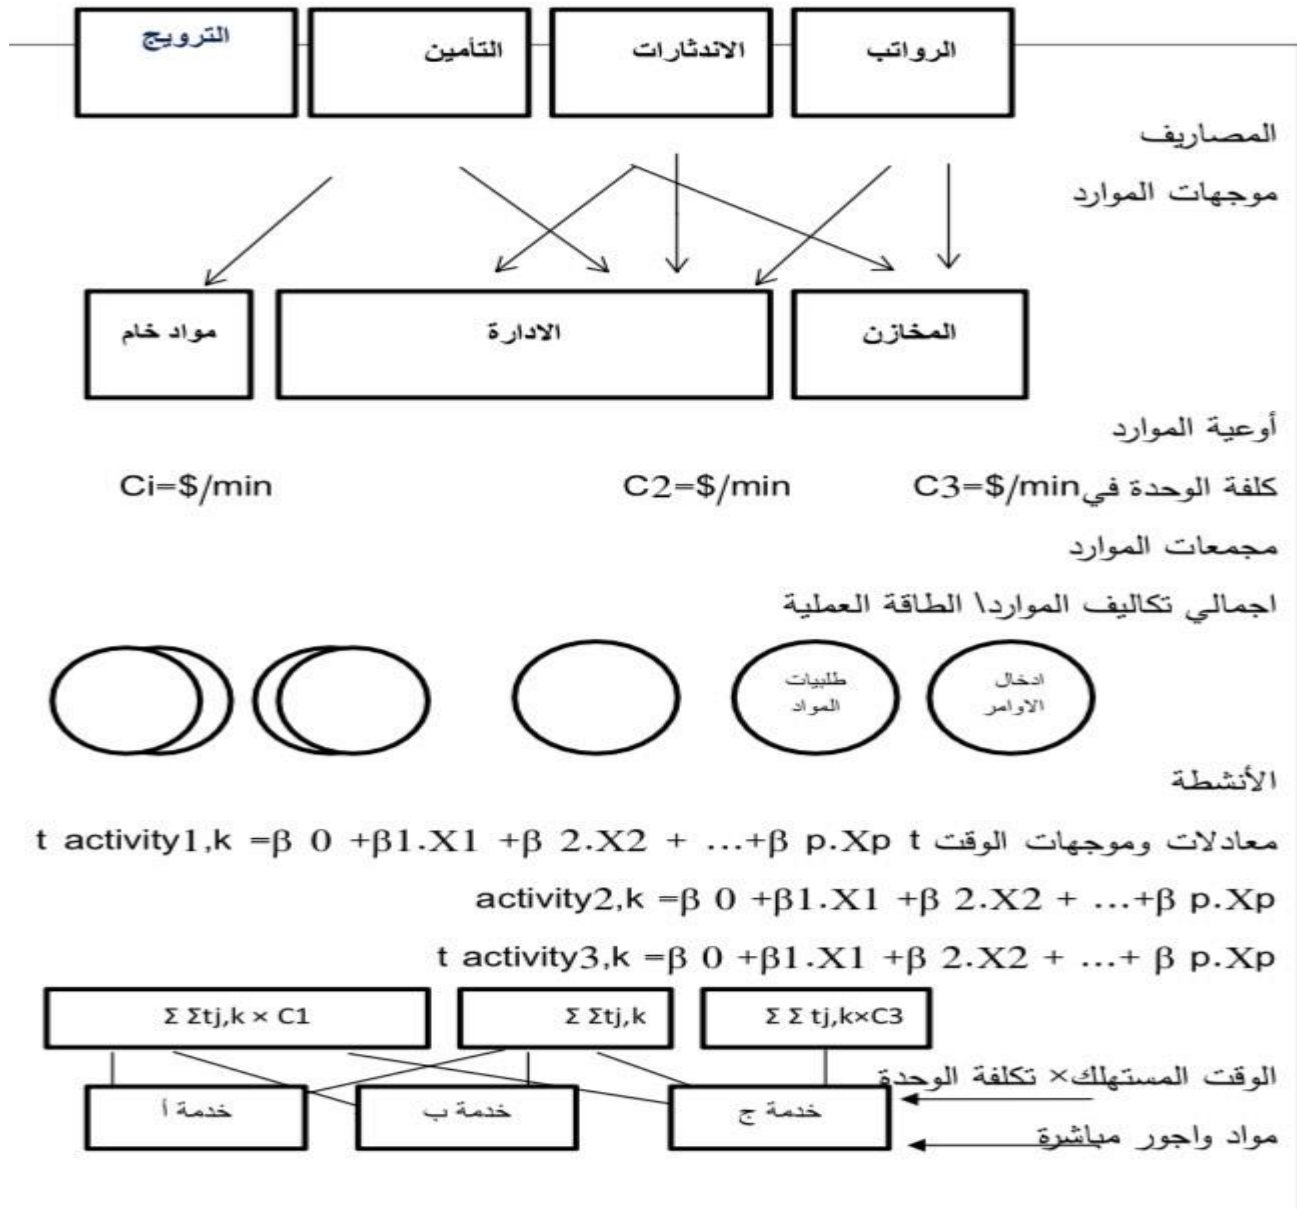 الرواتب
الاندثارات
التأمين
الترويج
المصاريف
موجهات الموارد
المخازن
الادارة
مواد خام
أوعية الموارد
كلفة الوحدة في C3=$/min C2=$/min Ci=$/min
مجمعات الموارد
اجمالي تكاليف الموارد\ الطاقة العملية
ادخال
الاوامر
طلبيات
المواد
الأنشطة
معادلات وموجهات الوقت t activity1,k =β 0 +β1.X1 +β 2.X2 + ...+β p.Xp t
activity2,k =β 0 +β1.X1 +β 2.X2 + ...+β p.Xp
t activity3,k =β 0 +β1.X1 +β 2.X2 + ...+ β p.Xp
Σ Σ tj,k×C3
Σ Σtj,k
Σ Σtj,k × C1
الوقت المستهلك× تكلفة الوحدة
خدمة ج
خدمة ب
خدمة أ
مواد واجور مباشرة